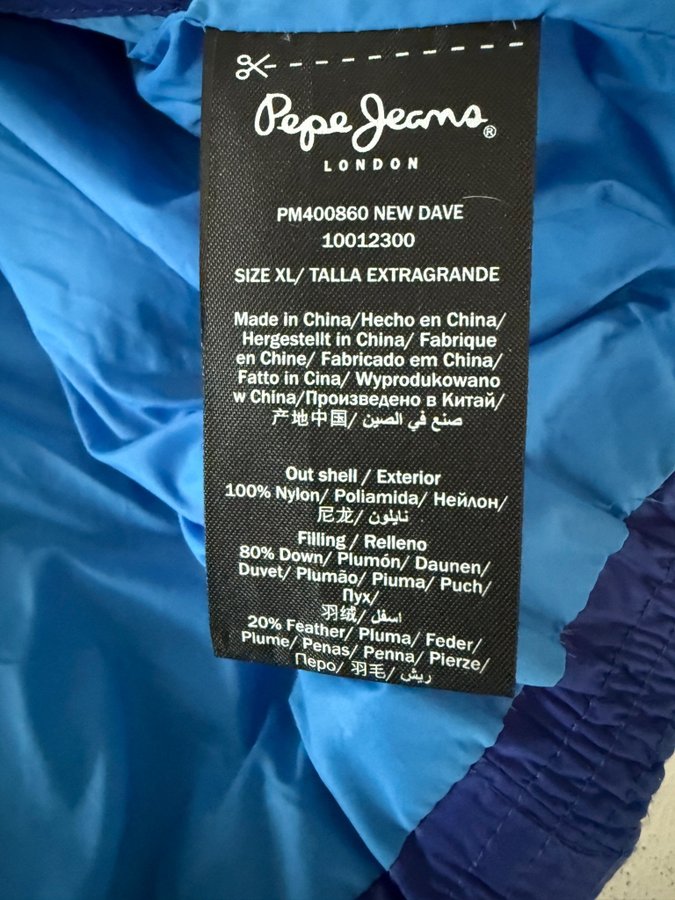 Pepe Jeans®
LONDON
PM400860 NEW DAVE
10012300
SIZE XL/ TALLA EXTRAGRANDE
Made in China/Hecho en China/
Hergestellt in China/ Fabriqué
en Chine/ Fabricado em China/
Fatto in Cina/ Wyprodukowano
w China/Произведено в Китай/
产地中国/ صنع في الصين/
Out shell / Exterior
100% Nylon/ Poliamida/ Нейлон/
尼龙/ نايلون/
Filling / Relleno
80% Down/ Plumón/ Daunen/
Duvet/ Plumão/ Piuma/ Puch/
Пух/
羽绒/ اسفل/
20% Feather/ Pluma/ Feder/
Plume/ Penas/ Penna/ Pierze/
Перо/ 羽毛/ ريش/